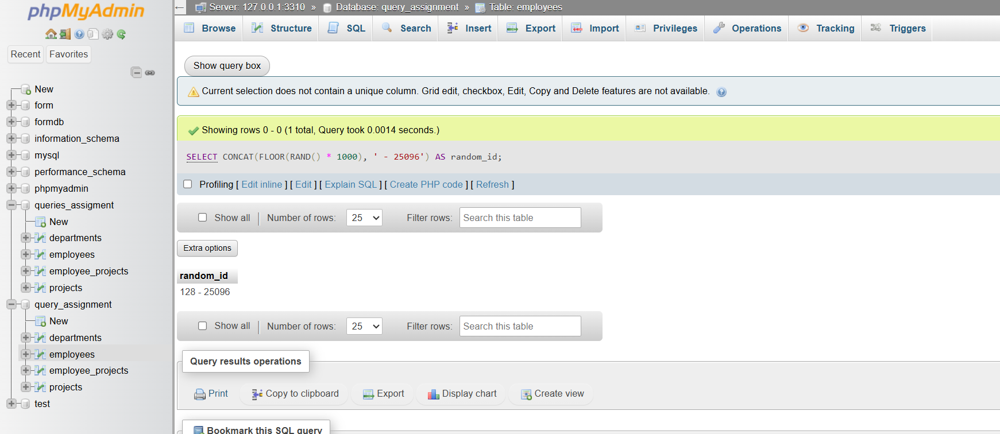 phpMyAdmin
Recent Favorites
New
form
formdb
information_schema
mysql
performance_schema
phpmyadmin
queries_assigment
New
departments
employees
employee_projects
projects
query_assignment
New
departments
employees
employee_projects
projects
test
Server: 127.0.0.1:3310 » Database: query_assignment » Table: employees
Browse Structure SQL Search Insert Export Import Privileges Operations Tracking Triggers
Show query box
Current selection does not contain a unique column. Grid edit, checkbox, Edit, Copy and Delete features are not available.
Showing rows 0 - 0 (1 total, Query took 0.0014 seconds.)
SELECT CONCAT(FLOOR(RAND() * 1000), ' - 25096') AS random_id;
Profiling [ Edit inline ] [ Edit ] [ Explain SQL ] [ Create PHP code ] [ Refresh ]
Show all | Number of rows: 25 Filter rows: Search this table
Extra options
random_id
128 - 25096
Show all | Number of rows: 25 Filter rows: Search this table
Query results operations
Print Copy to clipboard Export Display chart Create view
Bookmark this SQL query